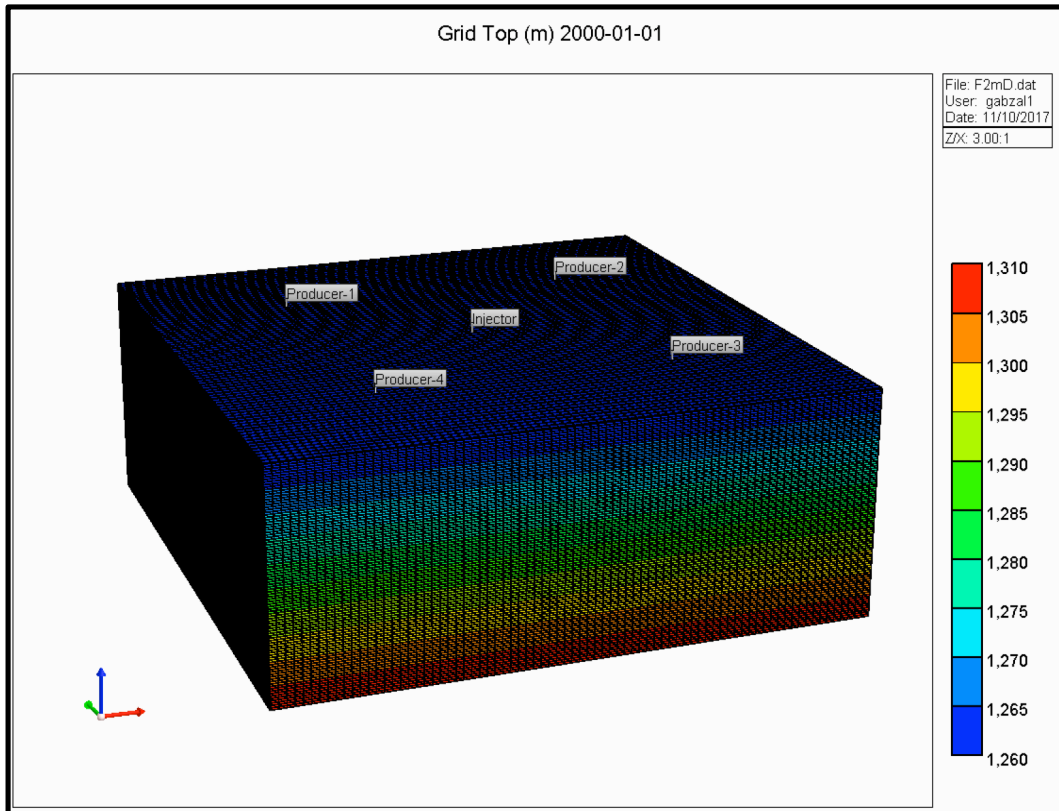 Grid Top (m) 2000-01-01
File: F2mD.dat
User: gabzal1
Date: 11/10/2017
Z/X: 3.00:1
Producer-2
Producer-1
Injector
Producer-3
Producer-4
1,310
1,305
1,300
1,295
1,290
1,285
1,280
1,275
1,270
1,265
1,260